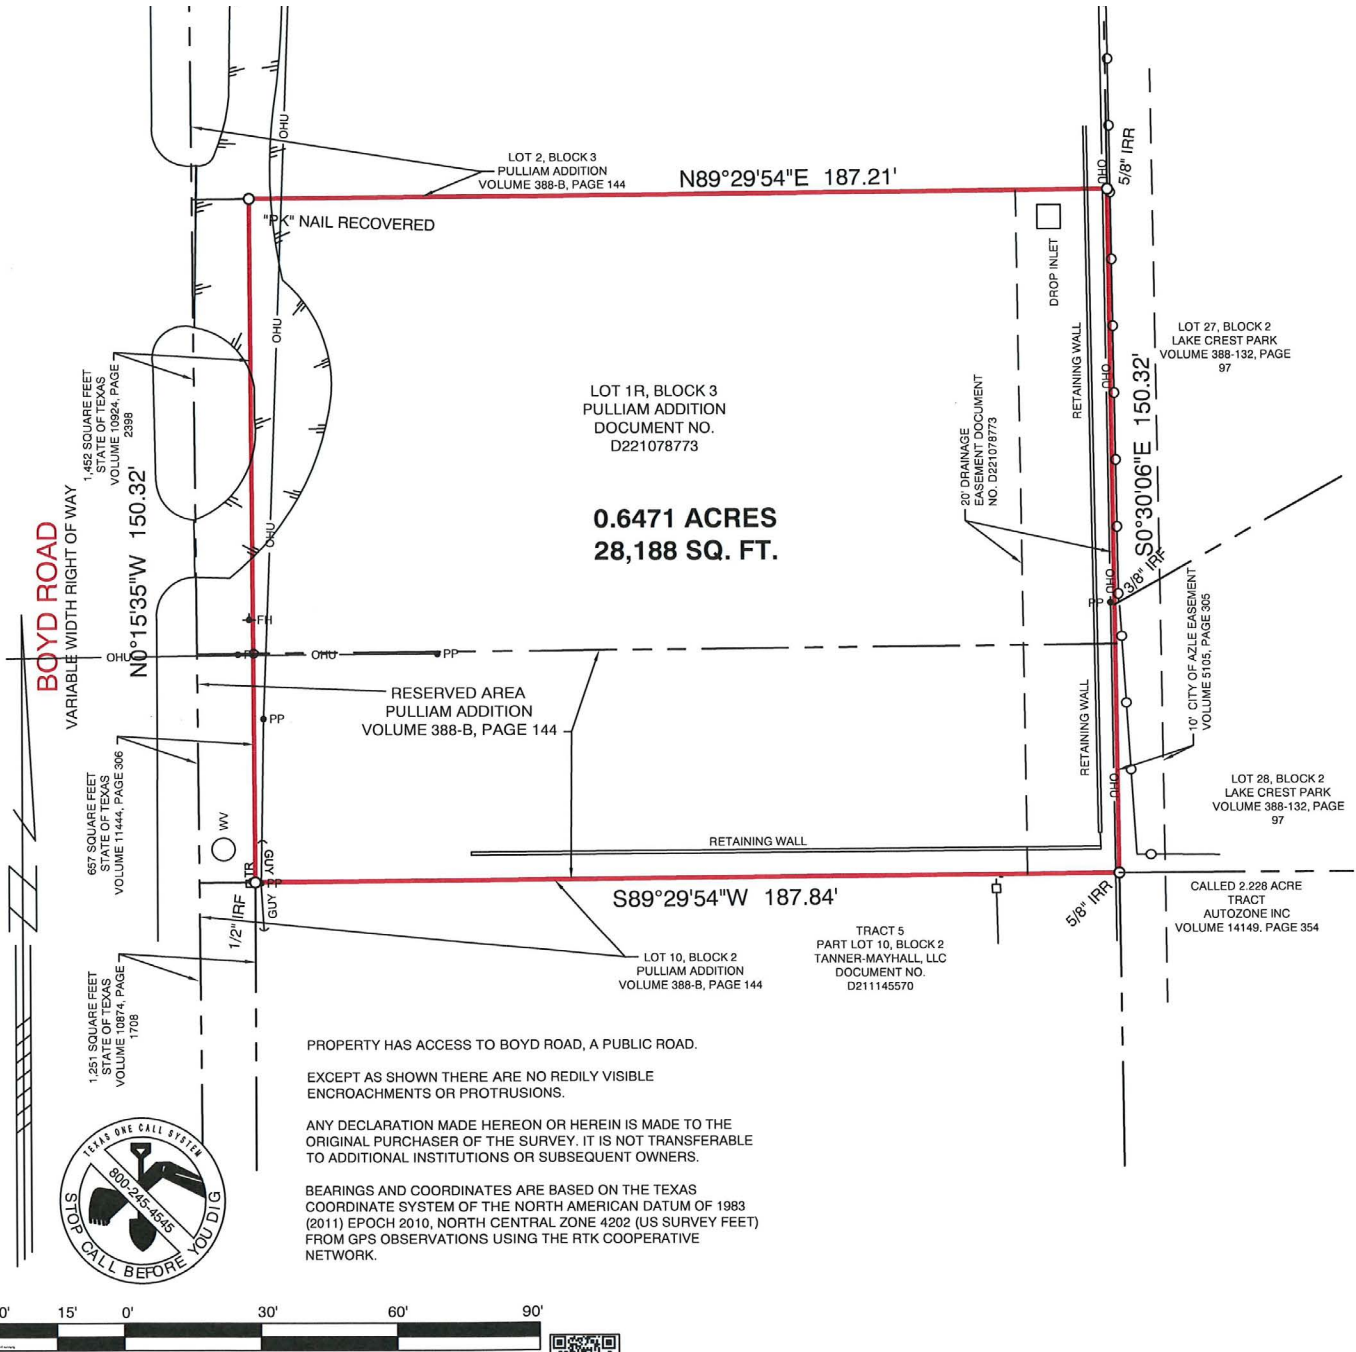 OHU
LOT 2, BLOCK 3
PULLIAM ADDITION
VOLUME 388-B, PAGE 144
N89°29'54"E 187.21'
OHU
5/8" IRR
"PK" NAIL RECOVERED
DROP INLET
OHU
RETAINING WALL
LOT 27, BLOCK 2
LAKE CREST PARK
VOLUME 388-132, PAGE
97
1,452 SQUARE FEET
STATE OF TEXAS
VOLUME 10924, PAGE
2398
LOT 1R, BLOCK 3
PULLIAM ADDITION
DOCUMENT NO.
D221078773
OHU
S0°30'06"E 150.32'
20' DRAINAGE
EASEMENT DOCUMENT
NO. D221078773
0.6471 ACRES
28,188 SQ. FT.
BOYD ROAD
VARIABLE WIDTH RIGHT OF WAY
N0°15'35"W 150.32'
OHU
OHU
3/8" IRF
PP
FH
OHU
OHU
PP
10' CITY OF AZLE EASEMENT
VOLUME 5105, PAGE 305
RESERVED AREA
PULLIAM ADDITION
VOLUME 388-B, PAGE 144
PP
RETAINING WALL
657 SQUARE FEET
STATE OF TEXAS
VOLUME 11444, PAGE 306
OHU
LOT 28, BLOCK 2
LAKE CREST PARK
VOLUME 388-132, PAGE
97
WV
RETAINING WALL
TR
GUY
PP
GUY
1/2" IRF
S89°29'54"W 187.84'
5/8" IRR
CALLED 2.228 ACRE
TRACT
AUTOZONE INC
VOLUME 14149, PAGE 354
TRACT 5
PART LOT 10, BLOCK 2
TANNER-MAYHALL, LLC
DOCUMENT NO.
D211145570
LOT 10, BLOCK 2
PULLIAM ADDITION
VOLUME 388-B, PAGE 144
1,251 SQUARE FEET
STATE OF TEXAS
VOLUME 10874, PAGE
1708
PROPERTY HAS ACCESS TO BOYD ROAD, A PUBLIC ROAD.
EXCEPT AS SHOWN THERE ARE NO REDILY VISIBLE
ENCROACHMENTS OR PROTRUSIONS.
ANY DECLARATION MADE HEREON OR HEREIN IS MADE TO THE
ORIGINAL PURCHASER OF THE SURVEY. IT IS NOT TRANSFERABLE
TO ADDITIONAL INSTITUTIONS OR SUBSEQUENT OWNERS.
BEARINGS AND COORDINATES ARE BASED ON THE TEXAS
COORDINATE SYSTEM OF THE NORTH AMERICAN DATUM OF 1983
(2011) EPOCH 2010, NORTH CENTRAL ZONE 4202 (US SURVEY FEET)
FROM GPS OBSERVATIONS USING THE RTK COOPERATIVE
NETWORK.
TEXAS ONE CALL SYSTEM
800-245-4545
STOP CALL BEFORE YOU DIG
0' 15' 0' 30' 60' 90'